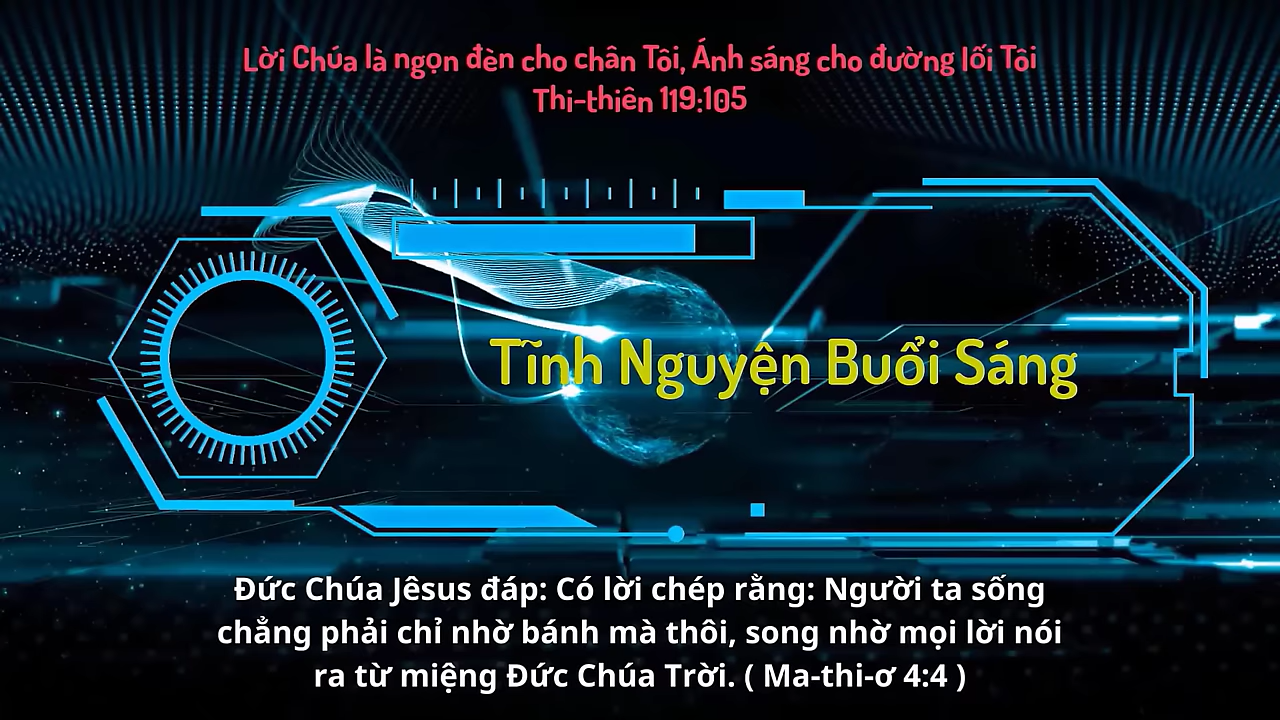 Lời Chúa là ngọn đèn cho chân Tôi, Ánh sáng cho đường lối Tôi
Thi-thiên 119:105
Tĩnh Nguyện Buổi Sáng
Đức Chúa Jêsus đáp: Có lời chép rằng: Người ta sống
chẳng phải chỉ nhờ bánh mà thôi, song nhờ mọi lời nói
ra từ miệng Đức Chúa Trời. ( Ma-thi-ơ 4:4 )